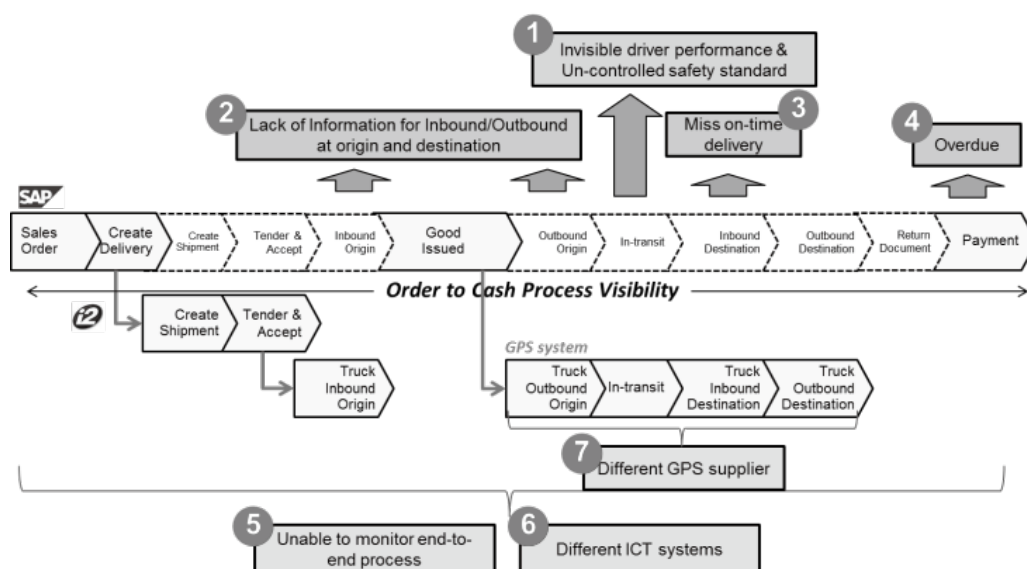 1
Invisible driver performance &
Un-controlled safety standard
2
Lack of Information for Inbound/Outbound
at origin and destination
3
Miss on-time
delivery
4
Overdue
SAP
Sales
Order
Create
Delivery
Create
Shipment
Tender &
Accept
Inbound
Origin
Good
Issued
Outbound
Origin
In-transit
Inbound
Destination
Outbound
Destination
Return
Document
Payment
Order to Cash Process Visibility
i2
Create
Shipment
Tender &
Accept
Truck
Inbound
Origin
GPS system
Truck
Outbound
Origin
In-transit
Truck
Inbound
Destination
Truck
Outbound
Destination
7
Different GPS supplier
5
Unable to monitor end-to-
end process
6
Different ICT systems